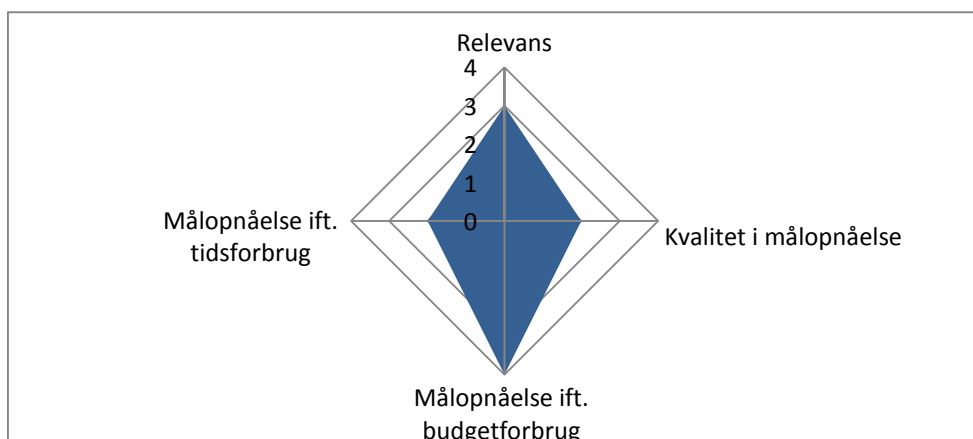 Relevans
4
3
2
1
0
Målopnåelse ift.
tidsforbrug
Kvalitet i målopnåelse
Målopnåelse ift.
budgetforbrug